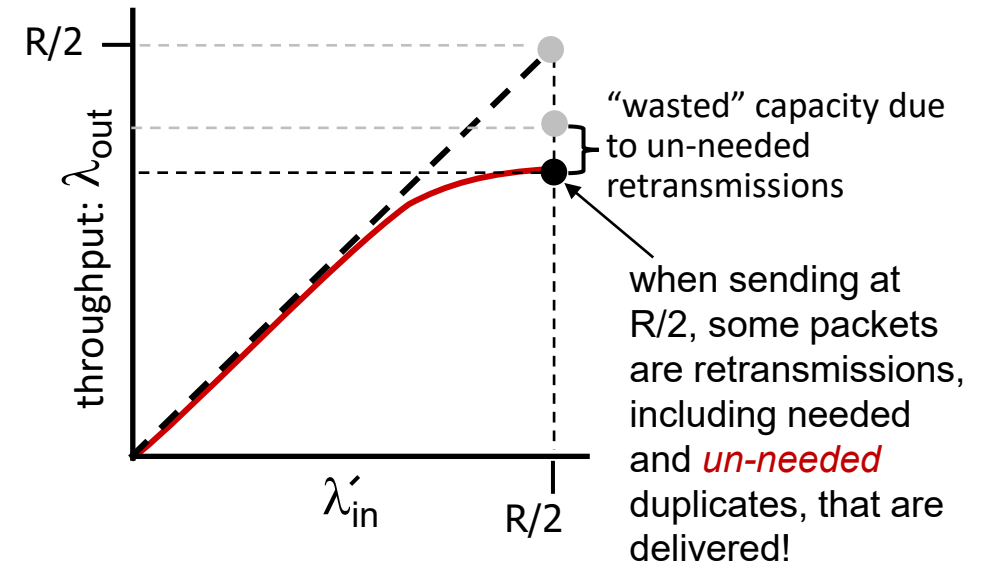 R/2
throughput: λout
“wasted” capacity due
to un-needed
retransmissions
when sending at
R/2, some packets
are retransmissions,
including needed
and un-needed
duplicates, that are
delivered!
λ′in
R/2